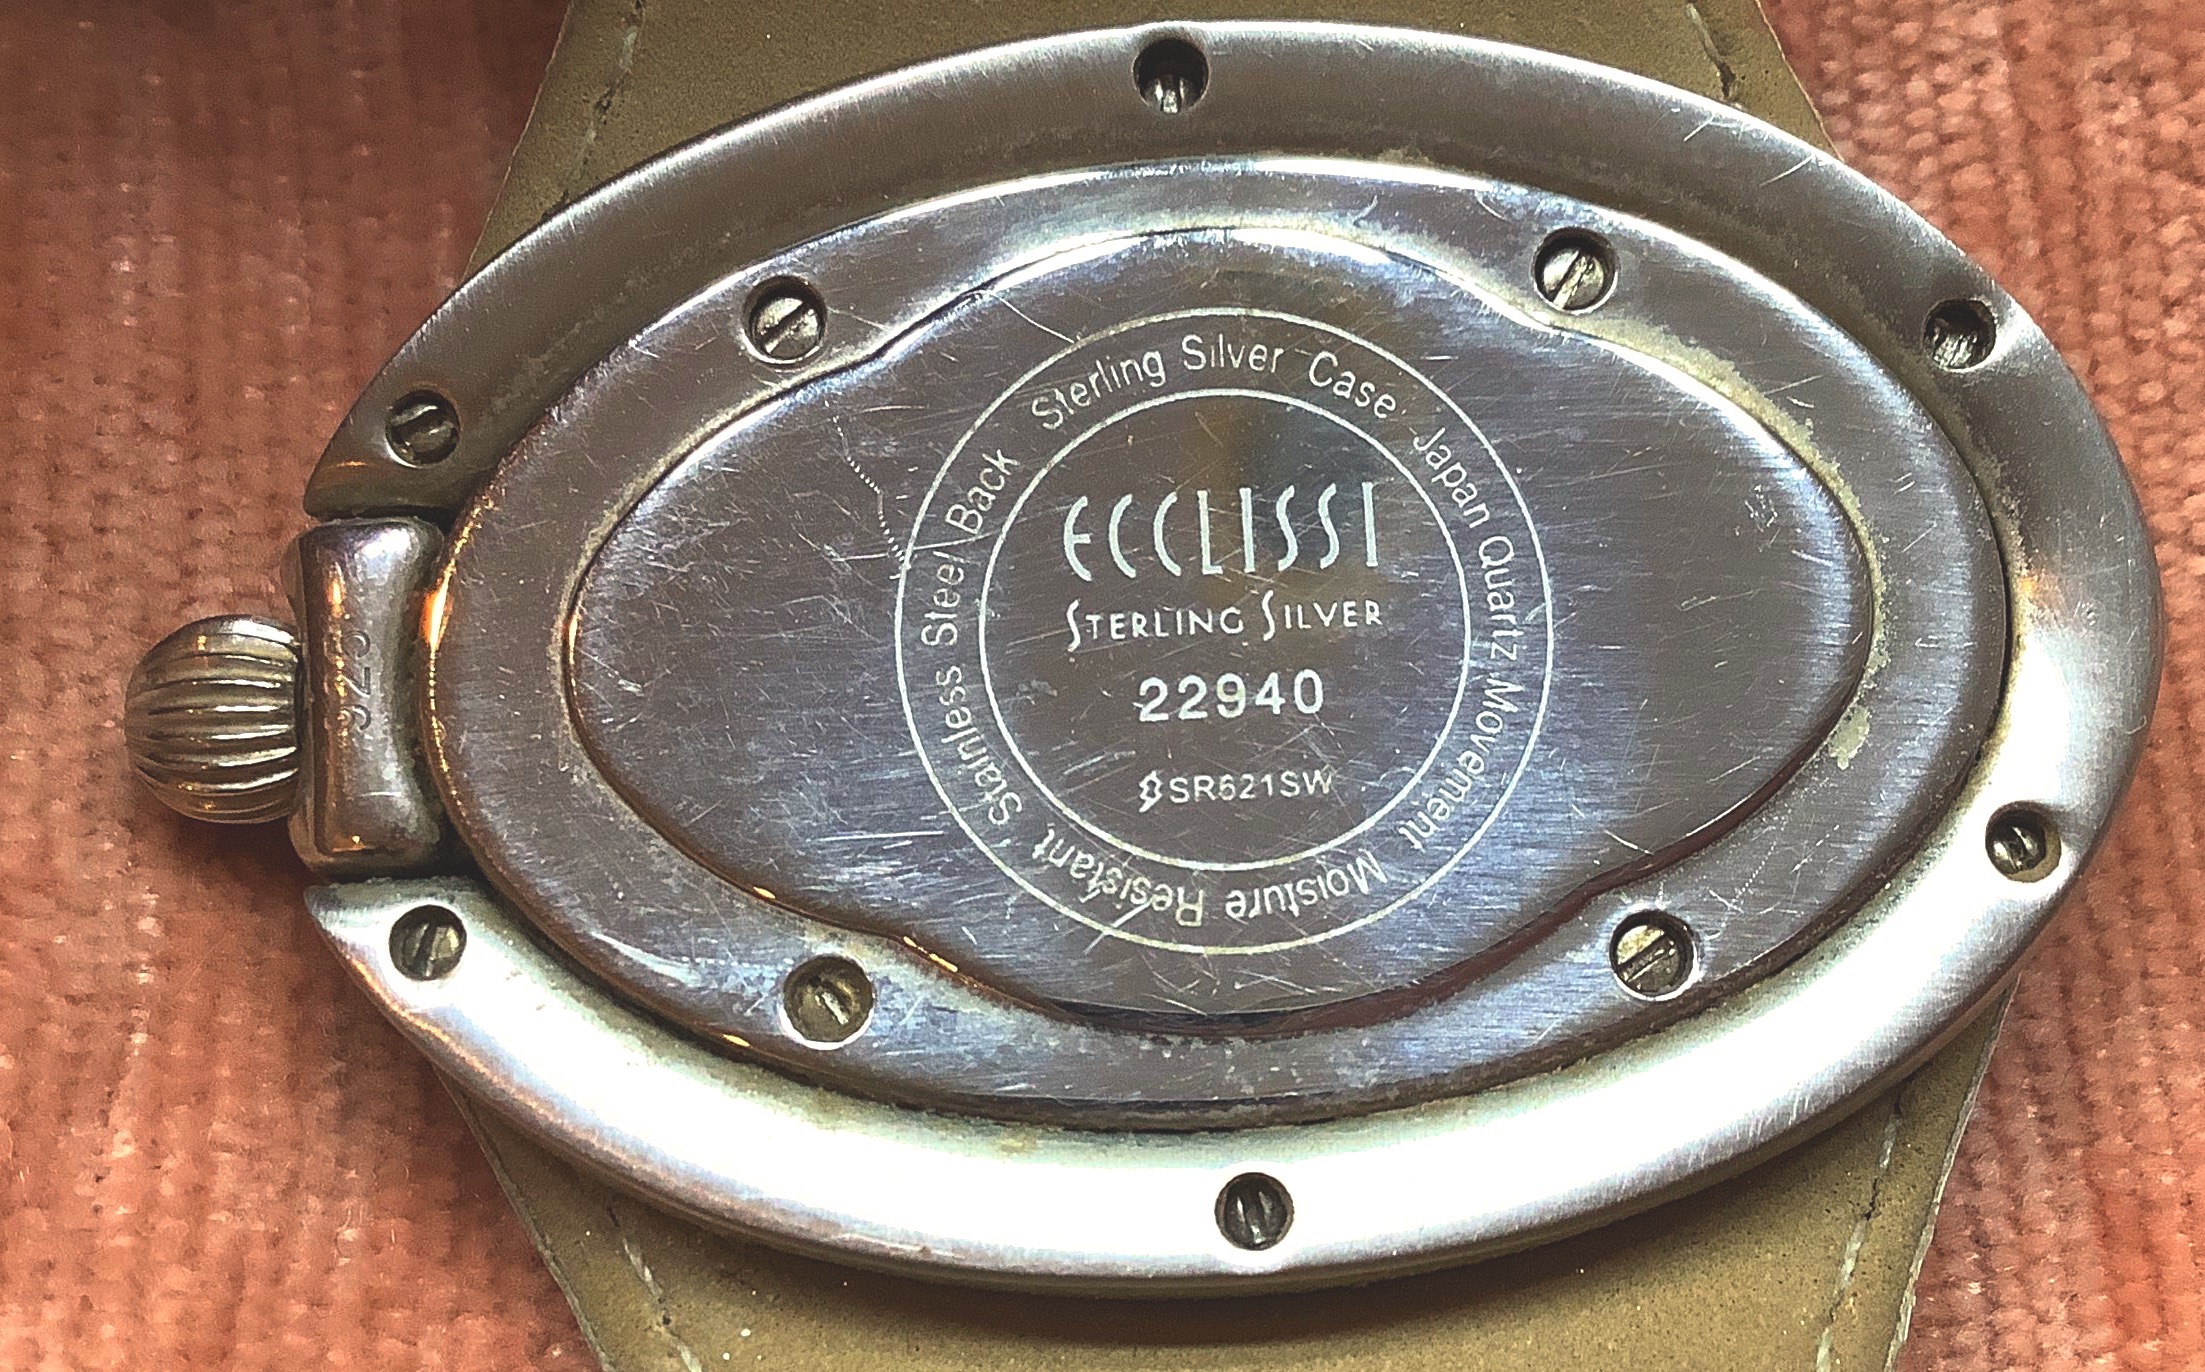 ECCLISSI
STERLING SILVER
22940
SR621SW
Sterling Silver Case Japan Quartz Movement Moisture Resistant Stainless Steel Back
925